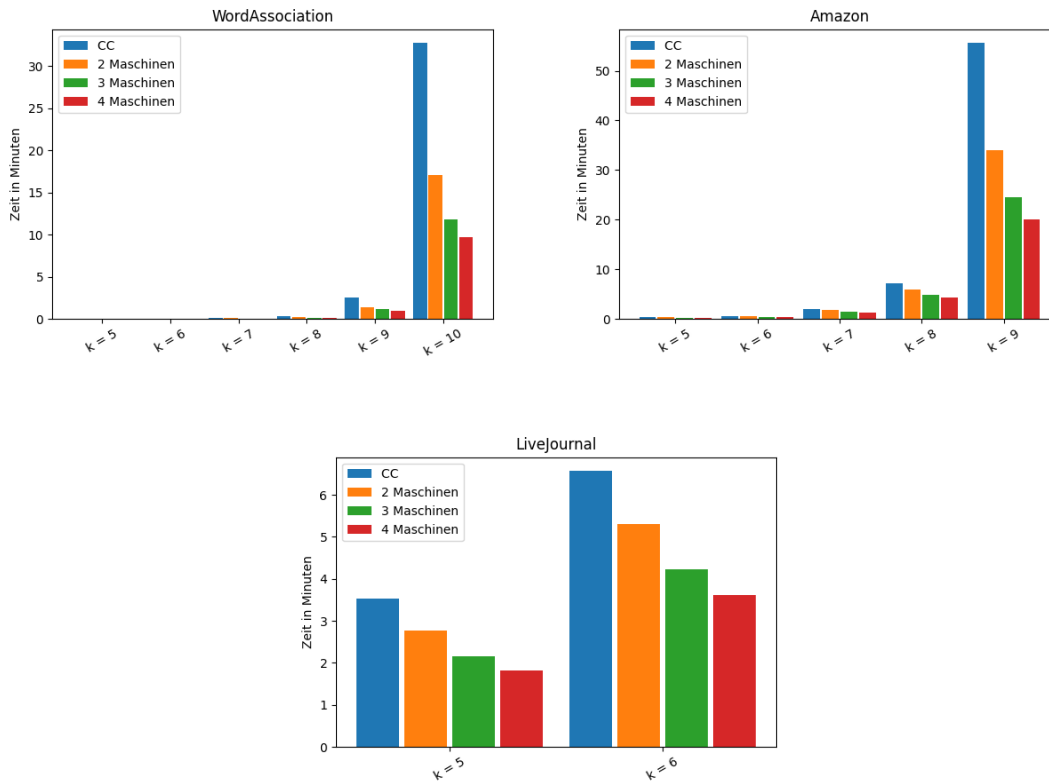 WordAssociation
CC
2 Maschinen
3 Maschinen
4 Maschinen
Zeit in Minuten
30
25
20
15
10
5
0
k = 5
k = 6
k = 7
k = 8
k = 9
k = 10
Amazon
CC
2 Maschinen
3 Maschinen
4 Maschinen
Zeit in Minuten
50
40
30
20
10
0
k = 5
k = 6
k = 7
k = 8
k = 9
LiveJournal
CC
2 Maschinen
3 Maschinen
4 Maschinen
Zeit in Minuten
6
5
4
3
2
1
0
k = 5
k = 6